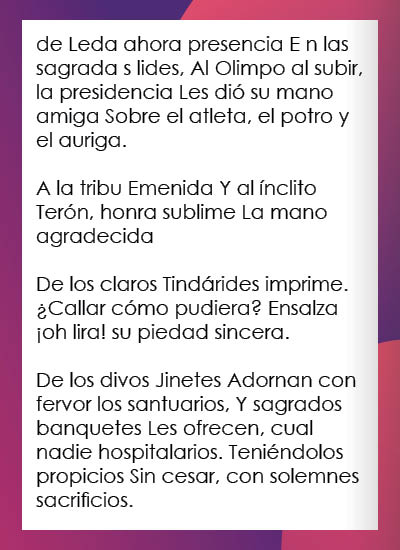 de Leda ahora presencia E n las
sagrada s lides, Al Olimpo al subir,
la presidencia Les dió su mano
amiga Sobre el atleta, el potro y
el auriga.

A la tribu Emenida Y al ínclito
Terón, honra sublime La mano
agradecida

De los claros Tindárides imprime.
¿Callar cómo pudiera? Ensalza
¡oh lira! su piedad sincera.

De los divos Jinetes Adornan con
fervor los santuarios, Y sagrados
banquetes Les ofrecen, cual
nadie hospitalarios. Teniéndolos
propicios Sin cesar, con solemnes
sacrificios.